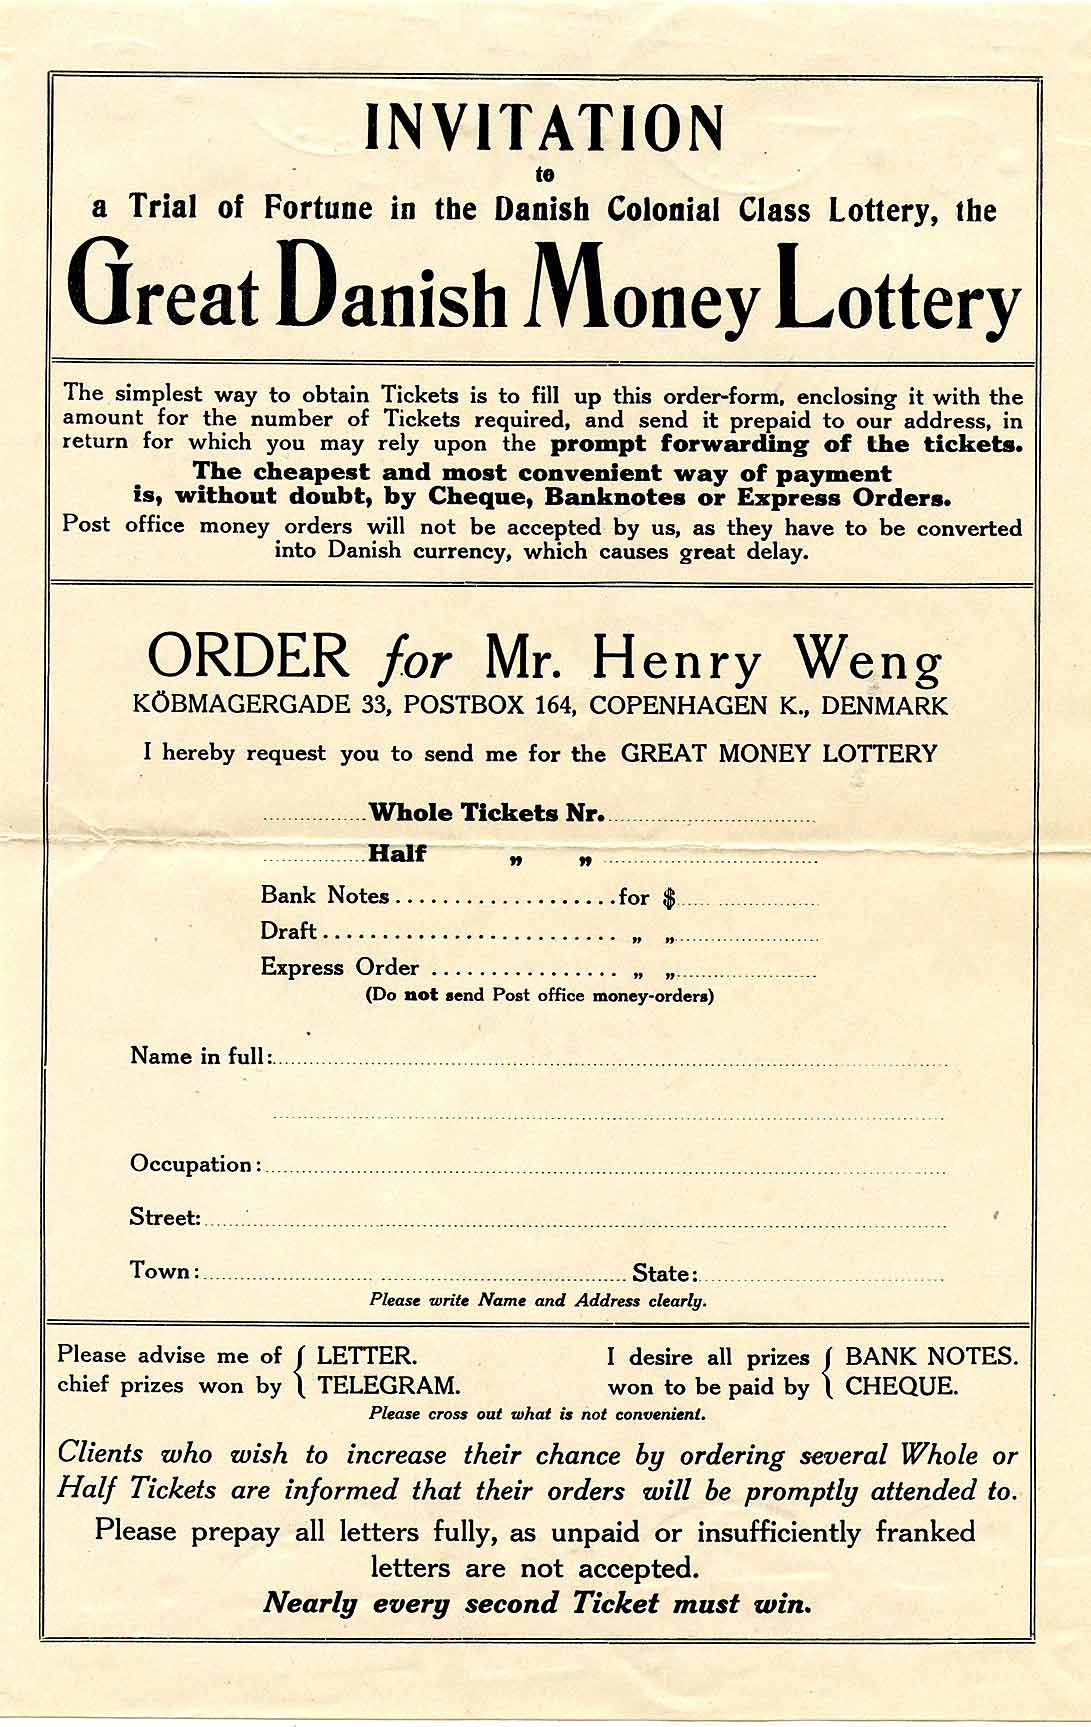 INVITATION
to
a Trial of Fortune in the Danish Colonial Class Lottery, the
Great Danish Money Lottery
The simplest way to obtain Tickets is to fill up this order-form, enclosing it with the
amount for the number of Tickets required, and send it prepaid to our address, in
return for which you may rely upon the prompt forwarding of the tickets.
The cheapest and most convenient way of payment
is, without doubt, by Cheque, Banknotes or Express Orders.
Post office money orders will not be accepted by us, as they have to be converted
into Danish currency, which causes great delay.
ORDER for Mr. Henry Weng
KÖBMAGERGADE 33, POSTBOX 164, COPENHAGEN K., DENMARK
I hereby request you to send me for the GREAT MONEY LOTTERY
Whole Tickets Nr.
Half „ „
Bank Notes for $
Draft „ „
Express Order „ „
(Do not send Post office money-orders)
Name in full:
Occupation:
Street:
Town: State:
Please write Name and Address clearly.
Please advise me of { LETTER. I desire all prizes { BANK NOTES.
chief prizes won by { TELEGRAM. won to be paid by { CHEQUE.
Please cross out what is not convenient.
Clients who wish to increase their chance by ordering several Whole or
Half Tickets are informed that their orders will be promptly attended to.
Please prepay all letters fully, as unpaid or insufficiently franked
letters are not accepted.
Nearly every second Ticket must win.